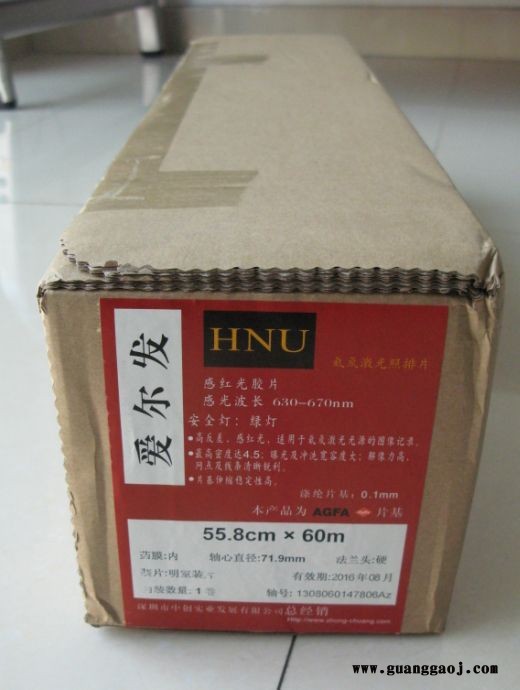 爱尔发
HNU
氦氖激光照排片
感红光胶片
感光波长 630-670nm
安全灯：绿灯
•高反差、感红光，适用于氦氖激光光源的图像记录。
•最高密度达4.5；曝光及冲洗宽容度大；解像力高，
网点及线条清晰锐利。
•片基伸缩稳定性高。
涤纶片基：0.1mm
本产品为 AGFA 片基
55.8cm × 60m
药膜:内 轴心直径:71.9mm 法兰头:硬
片:明室装 有效期:2016年08月
装数量:1卷 轴号:1308060147806Az
深圳市中创实业发展有限公司总经销
Http://www.zhong-chuang.com
www.guanggaoj.com